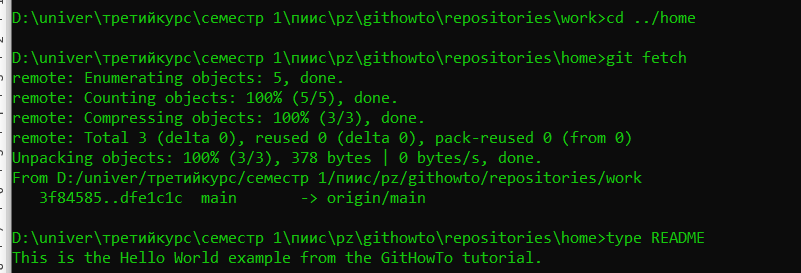 D:\univer\третийкурс\семестр 1\пиис\pz\githowto\repositories\work>cd ../home
D:\univer\третийкурс\семестр 1\пиис\pz\githowto\repositories\home>git fetch
remote: Enumerating objects: 5, done.
remote: Counting objects: 100% (5/5), done.
remote: Compressing objects: 100% (3/3), done.
remote: Total 3 (delta 0), reused 0 (delta 0), pack-reused 0 (from 0)
Unpacking objects: 100% (3/3), 378 bytes | 0 bytes/s, done.
From D:/univer/третийкурс/семестр 1/пиис/pz/githowto/repositories/work
   3f84585..dfe1c1c  main       -> origin/main
D:\univer\третийкурс\семестр 1\пиис\pz\githowto\repositories\home>type README
This is the Hello World example from the GitHowTo tutorial.